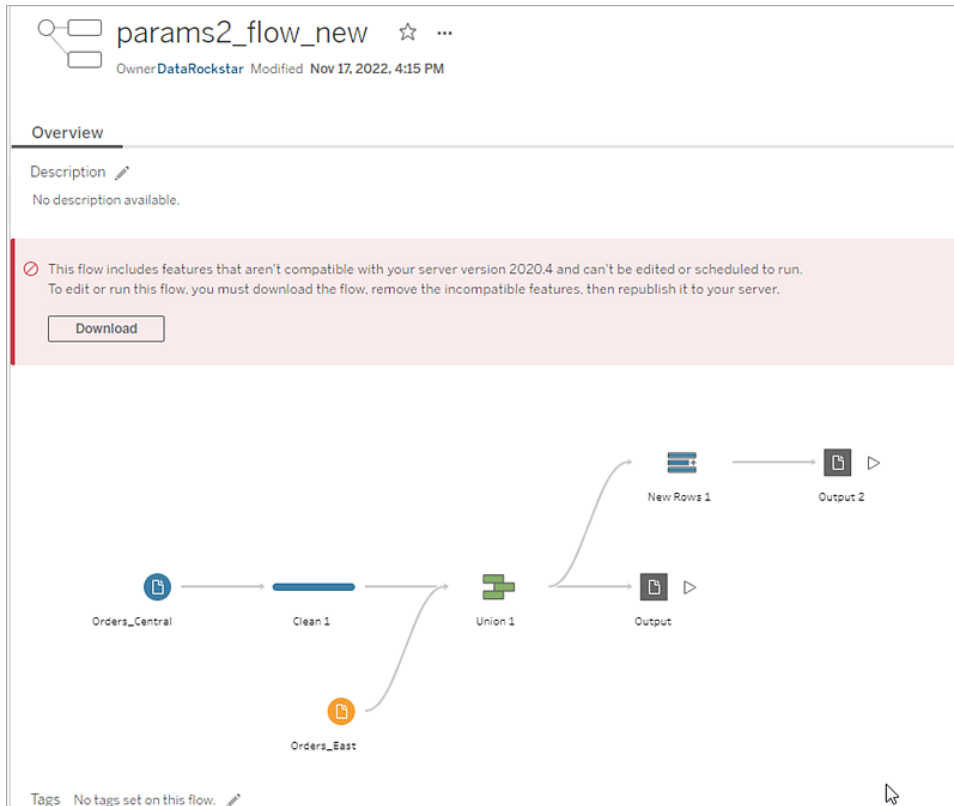 params2_flow_new
Owner DataRockstar Modified Nov 17, 2022, 4:15 PM
Overview
Description
No description available.
This flow includes features that aren't compatible with your server version 2020.4 and can't be edited or scheduled to run.
To edit or run this flow, you must download the flow, remove the incompatible features, then republish it to your server.
Download
New Rows 1
Output 2
Orders_Central
Clean 1
Union 1
Output
Orders_East
Tags No tags set on this flow.